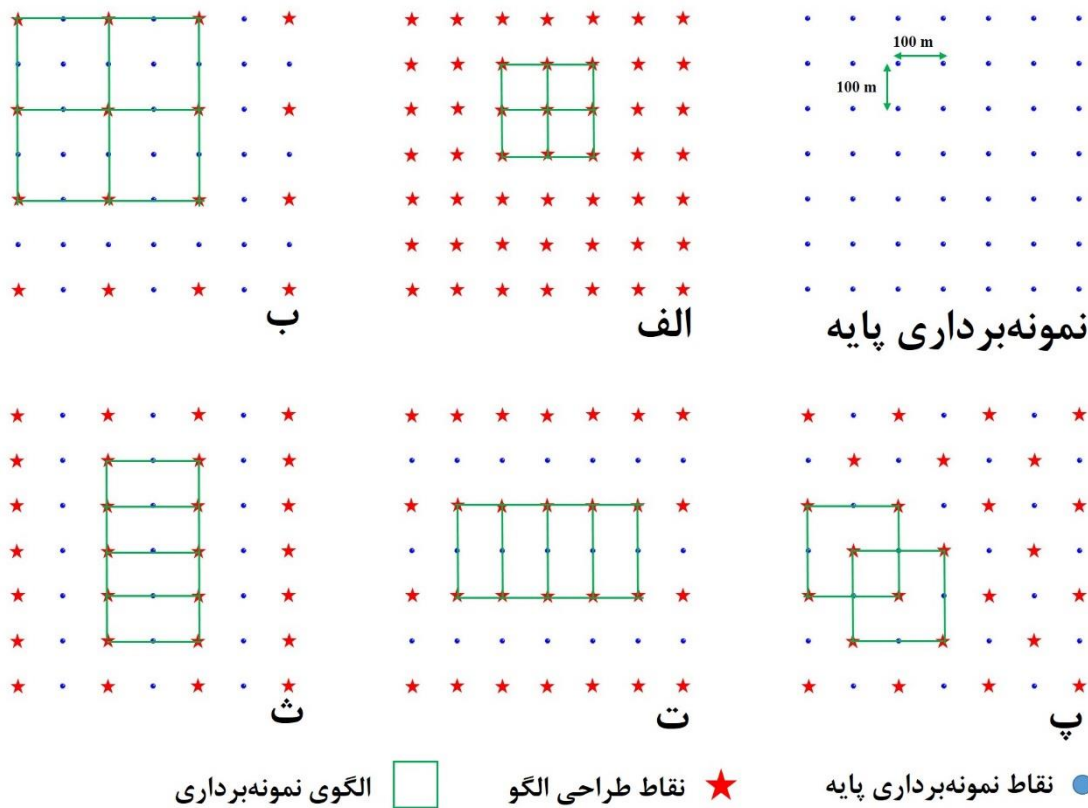 100 m
100 m
نمونه‌برداری پایه
الف
ب
پ
ت
ث
نقاط نمونه‌برداری پایه
نقاط طراحی الگو
الگوی نمونه‌برداری